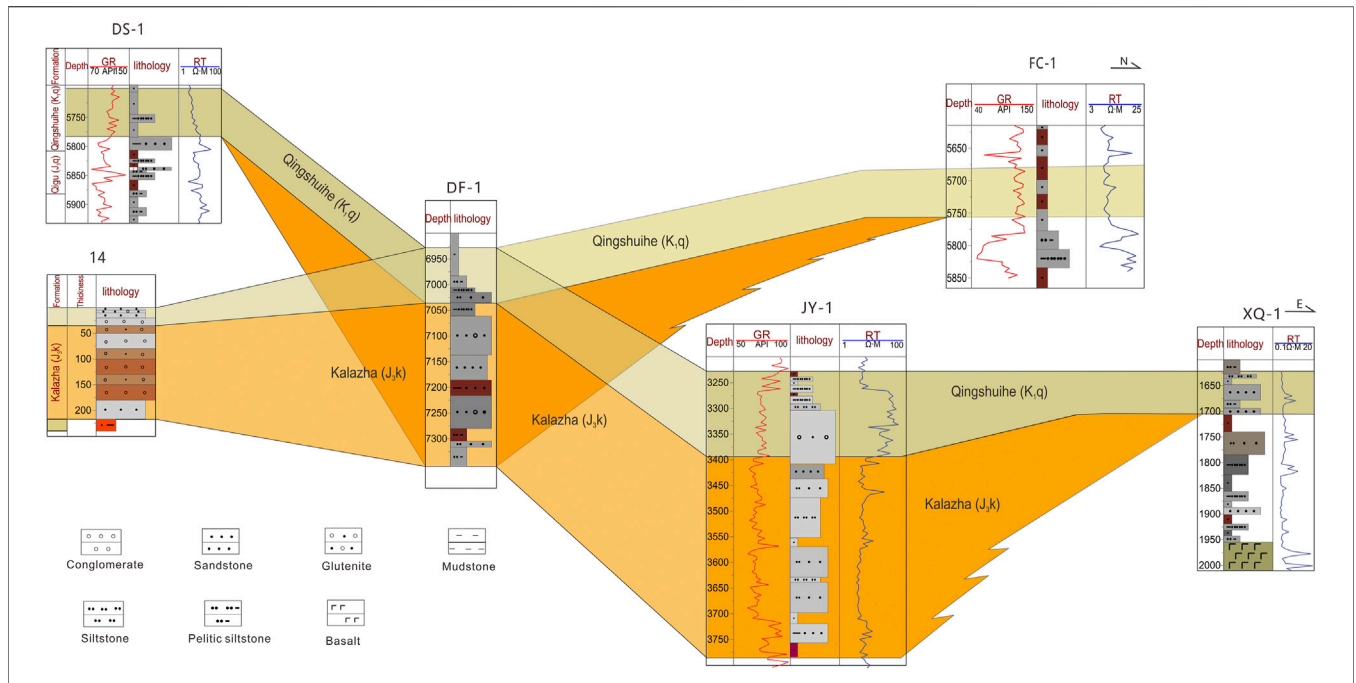 DS-1
Formation Depth GR lithology RT
70 API 150 1 Ω·M 100
Qingshuihe (K₁q)
Qigu (J₃q)
5750
5800
5850
5900
14
Formation Thickness lithology
Kalazha (J₃k)
50
100
150
200
DF-1
Depth lithology
6950
7000
7050
7100
7150
7200
7250
7300
FC-1
N
Depth GR lithology RT
40 API 150 3 Ω·M 25
5650
5700
5750
5800
5850
JY-1
Depth GR lithology RT
50 API 100 1 Ω·M 100
3250
3300
3350
3400
3450
3500
3550
3600
3650
3700
3750
XQ-1
E
Depth lithology RT
0.1Ω·M 20
1650
1700
1750
1800
1850
1900
1950
2000
Qingshuihe (K₁q)
Qingshuihe (K₁q)
Qingshuihe (K₁q)
Kalazha (J₃k)
Kalazha (J₃k)
Kalazha (J₃k)
Conglomerate
Sandstone
Glutenite
Mudstone
Siltstone
Pelitic siltstone
Basalt